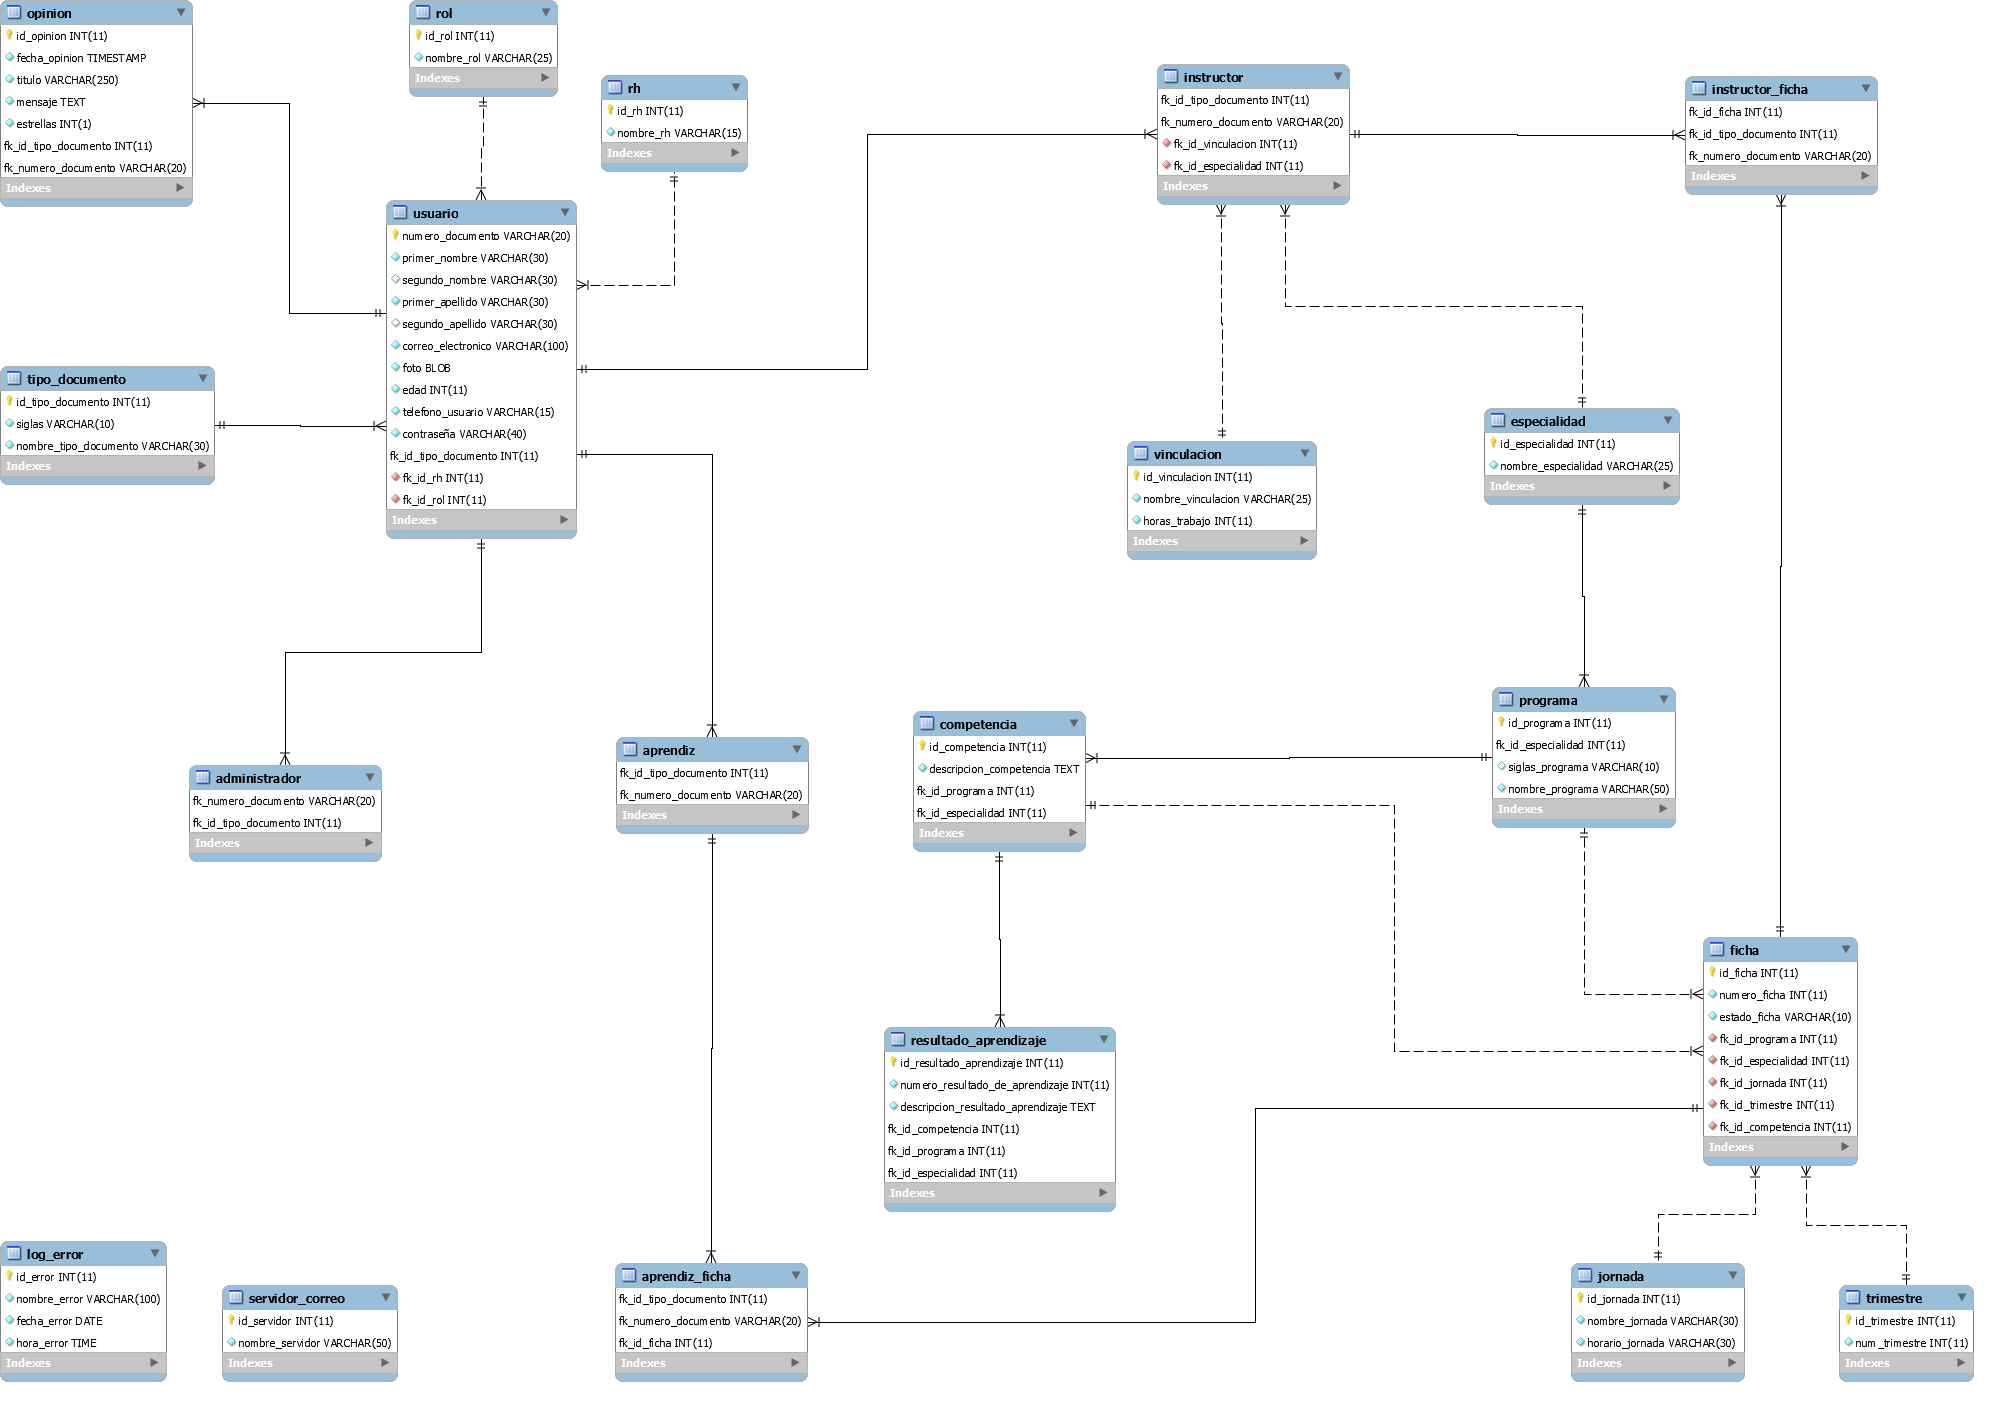 opinion
id_opinion INT(11)
fecha_opinion TIMESTAMP
titulo VARCHAR(250)
mensaje TEXT
estrellas INT(1)
fk_id_tipo_documento INT(11)
fk_numero_documento VARCHAR(20)
Indexes
rol
id_rol INT(11)
nombre_rol VARCHAR(25)
Indexes
rh
id_rh INT(11)
nombre_rh VARCHAR(15)
Indexes
instructor
fk_id_tipo_documento INT(11)
fk_numero_documento VARCHAR(20)
fk_id_vinculacion INT(11)
fk_id_especialidad INT(11)
Indexes
instructor_ficha
fk_id_ficha INT(11)
fk_id_tipo_documento INT(11)
fk_numero_documento VARCHAR(20)
Indexes
usuario
numero_documento VARCHAR(20)
primer_nombre VARCHAR(30)
segundo_nombre VARCHAR(30)
primer_apellido VARCHAR(30)
segundo_apellido VARCHAR(30)
correo_electronico VARCHAR(100)
foto BLOB
edad INT(11)
telefono_usuario VARCHAR(15)
contraseña VARCHAR(40)
fk_id_tipo_documento INT(11)
fk_id_rh INT(11)
fk_id_rol INT(11)
Indexes
tipo_documento
id_tipo_documento INT(11)
siglas VARCHAR(10)
nombre_tipo_documento VARCHAR(30)
Indexes
vinculacion
id_vinculacion INT(11)
nombre_vinculacion VARCHAR(25)
horas_trabajo INT(11)
Indexes
especialidad
id_especialidad INT(11)
nombre_especialidad VARCHAR(25)
Indexes
administrador
fk_numero_documento VARCHAR(20)
fk_id_tipo_documento INT(11)
Indexes
aprendiz
fk_id_tipo_documento INT(11)
fk_numero_documento VARCHAR(20)
Indexes
competencia
id_competencia INT(11)
descripcion_competencia TEXT
fk_id_programa INT(11)
fk_id_especialidad INT(11)
Indexes
programa
id_programa INT(11)
fk_id_especialidad INT(11)
siglas_programa VARCHAR(10)
nombre_programa VARCHAR(50)
Indexes
ficha
id_ficha INT(11)
numero_ficha INT(11)
estado_ficha VARCHAR(10)
fk_id_programa INT(11)
fk_id_especialidad INT(11)
fk_id_jornada INT(11)
fk_id_trimestre INT(11)
fk_id_competencia INT(11)
Indexes
resultado_aprendizaje
id_resultado_aprendizaje INT(11)
numero_resultado_de_aprendizaje INT(11)
descripcion_resultado_aprendizaje TEXT
fk_id_competencia INT(11)
fk_id_programa INT(11)
fk_id_especialidad INT(11)
Indexes
log_error
id_error INT(11)
nombre_error VARCHAR(100)
fecha_error DATE
hora_error TIME
Indexes
servidor_correo
id_servidor INT(11)
nombre_servidor VARCHAR(50)
Indexes
aprendiz_ficha
fk_id_tipo_documento INT(11)
fk_numero_documento VARCHAR(20)
fk_id_ficha INT(11)
Indexes
jornada
id_jornada INT(11)
nombre_jornada VARCHAR(30)
horario_jornada VARCHAR(30)
Indexes
trimestre
id_trimestre INT(11)
num_trimestre INT(11)
Indexes